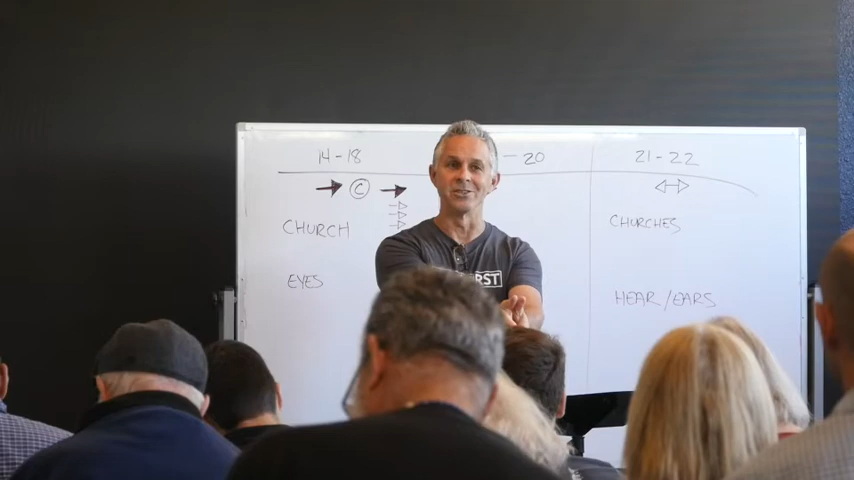 14-18
-20
21-22
C
CHURCH
CHURCHES
RST
EYES
HEAR/EARS